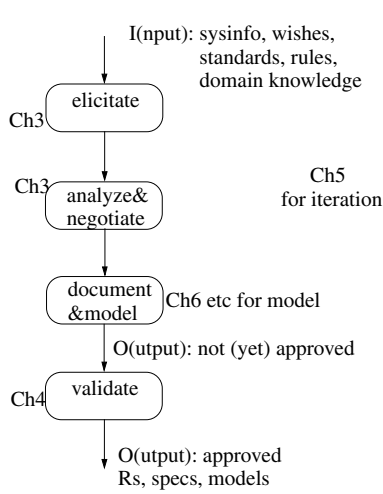 I(nput): sysinfo, wishes,
standards, rules,
domain knowledge
elicitate
Ch3
Ch3
analyze&
negotiate
Ch5
for iteration
document
&model
Ch6 etc for model
O(utput): not (yet) approved
validate
Ch4
O(utput): approved
Rs, specs, models